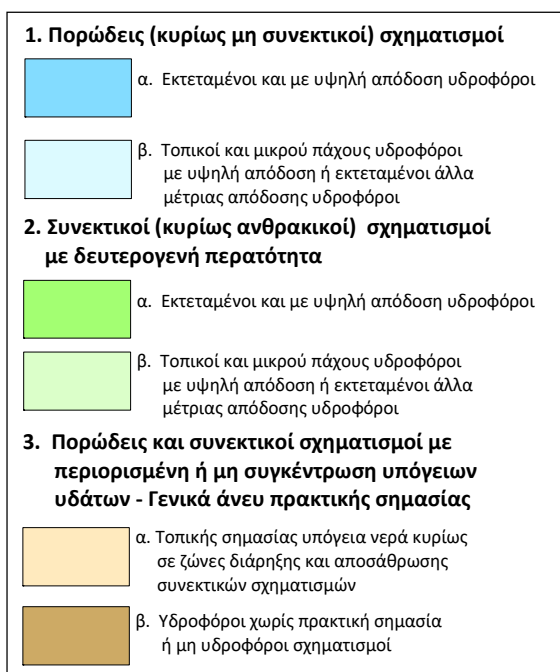 1. Πορώδεις (κυρίως μη συνεκτικοί) σχηματισμοί
α. Εκτεταμένοι και με υψηλή απόδοση υδροφόροι
β. Τοπικοί και μικρού πάχους υδροφόροι
με υψηλή απόδοση ή εκτεταμένοι άλλα
μέτριας απόδοσης υδροφόροι
2. Συνεκτικοί (κυρίως ανθρακικοί) σχηματισμοί
με δευτερογενή περατότητα
α. Εκτεταμένοι και με υψηλή απόδοση υδροφόροι
β. Τοπικοί και μικρού πάχους υδροφόροι
με υψηλή απόδοση ή εκτεταμένοι άλλα
μέτριας απόδοσης υδροφόροι
3. Πορώδεις και συνεκτικοί σχηματισμοί με
περιορισμένη ή μη συγκέντρωση υπόγειων
υδάτων - Γενικά άνευ πρακτικής σημασίας
α. Τοπικής σημασίας υπόγεια νερά κυρίως
σε ζώνες διάρηξης και αποσάθρωσης
συνεκτικών σχηματισμών
β. Υδροφόροι χωρίς πρακτική σημασία
ή μη υδροφόροι σχηματισμοί